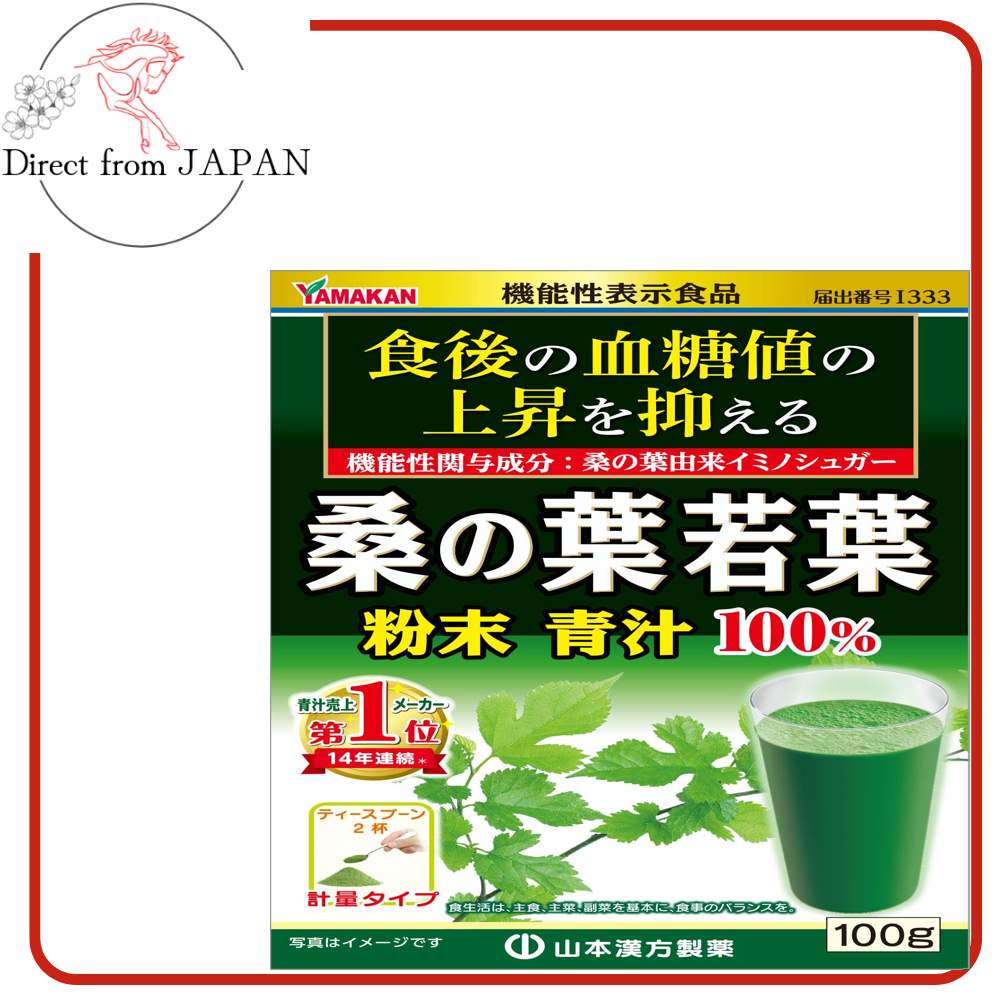 Direct from JAPAN
YAMAKAN 機能性表示食品 届出番号I333
食後の血糖値の
上昇を抑える
機能性関与成分：桑の葉由来イミノシュガー
桑の葉若葉
粉末 青汁 100%
青汁売上 メーカー
第1位
14年連続*
ティースプーン
2杯
計量タイプ
食生活は、主食、主菜、副菜を基本に、食事のバランスを。
100g
写真はイメージです
山本漢方製薬